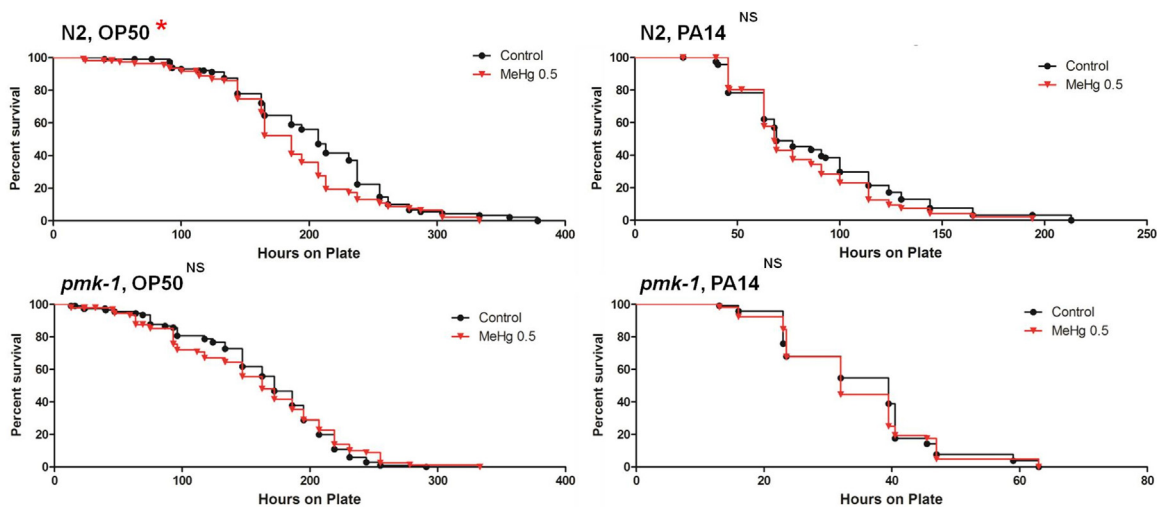 N2, OP50 *
Control
MeHg 0.5
Percent survival
100
80
60
40
20
0
0 100 200 300 400
Hours on Plate
N2, PA14 NS
Control
MeHg 0.5
Percent survival
100
80
60
40
20
0
0 50 100 150 200 250
Hours on Plate
pmk-1, OP50 NS
Control
MeHg 0.5
Percent survival
100
80
60
40
20
0
0 100 200 300 400
Hours on Plate
pmk-1, PA14 NS
Control
MeHg 0.5
Percent survival
100
80
60
40
20
0
0 20 40 60 80
Hours on Plate